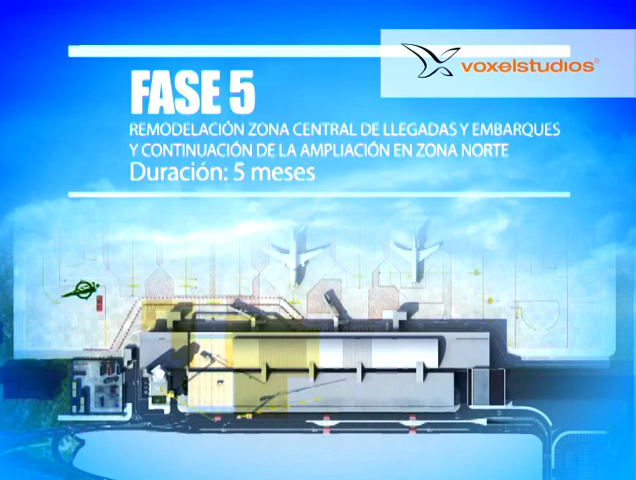 voxelstudios®
FASE 5
REMODELACIÓN ZONA CENTRAL DE LLEGADAS Y EMBARQUES
Y CONTINUACIÓN DE LA AMPLIACIÓN EN ZONA NORTE
Duración: 5 meses